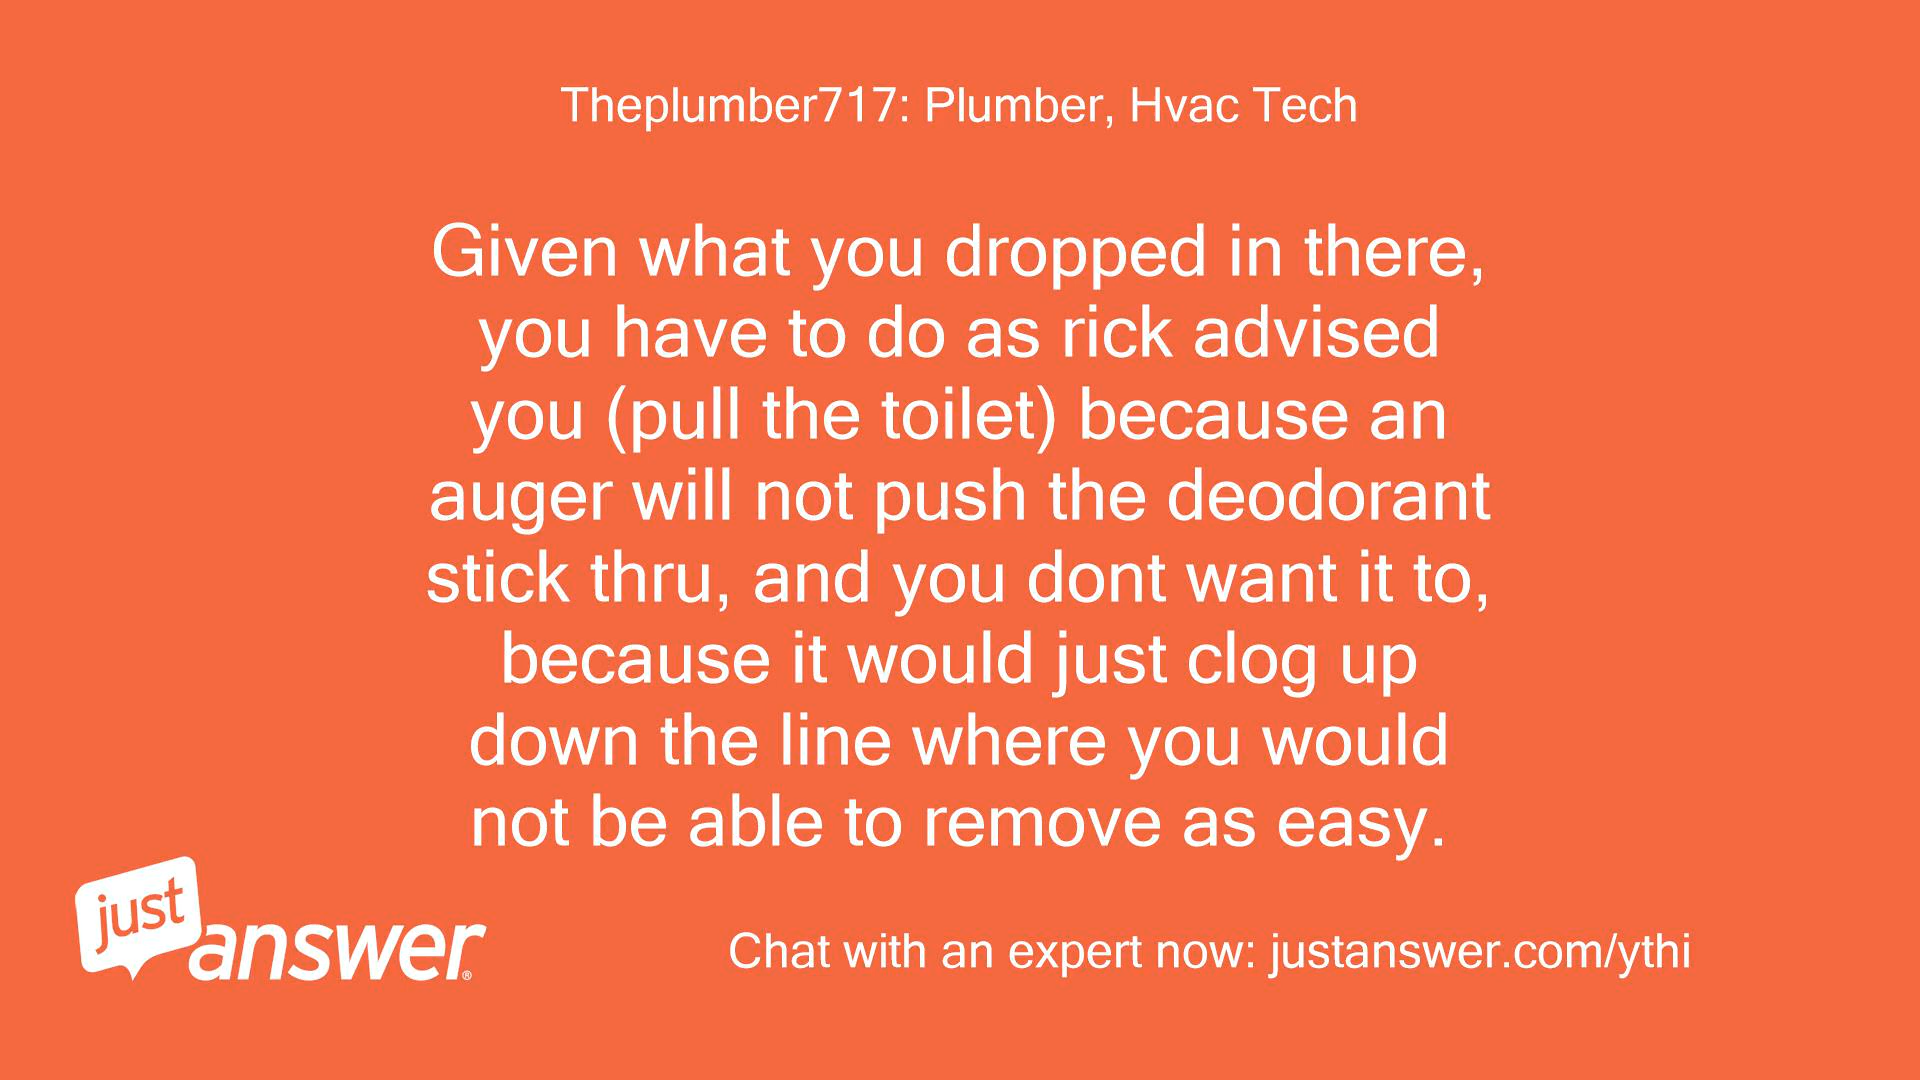 Theplumber717: Plumber, Hvac Tech
Given what you dropped in there,
you have to do as rick advised
you (pull the toilet) because an
auger will not push the deodorant
stick thru, and you dont want it to,
because it would just clog up
down the line where you would
not be able to remove as easy.
just
answer®
Chat with an expert now: justanswer.com/ythi